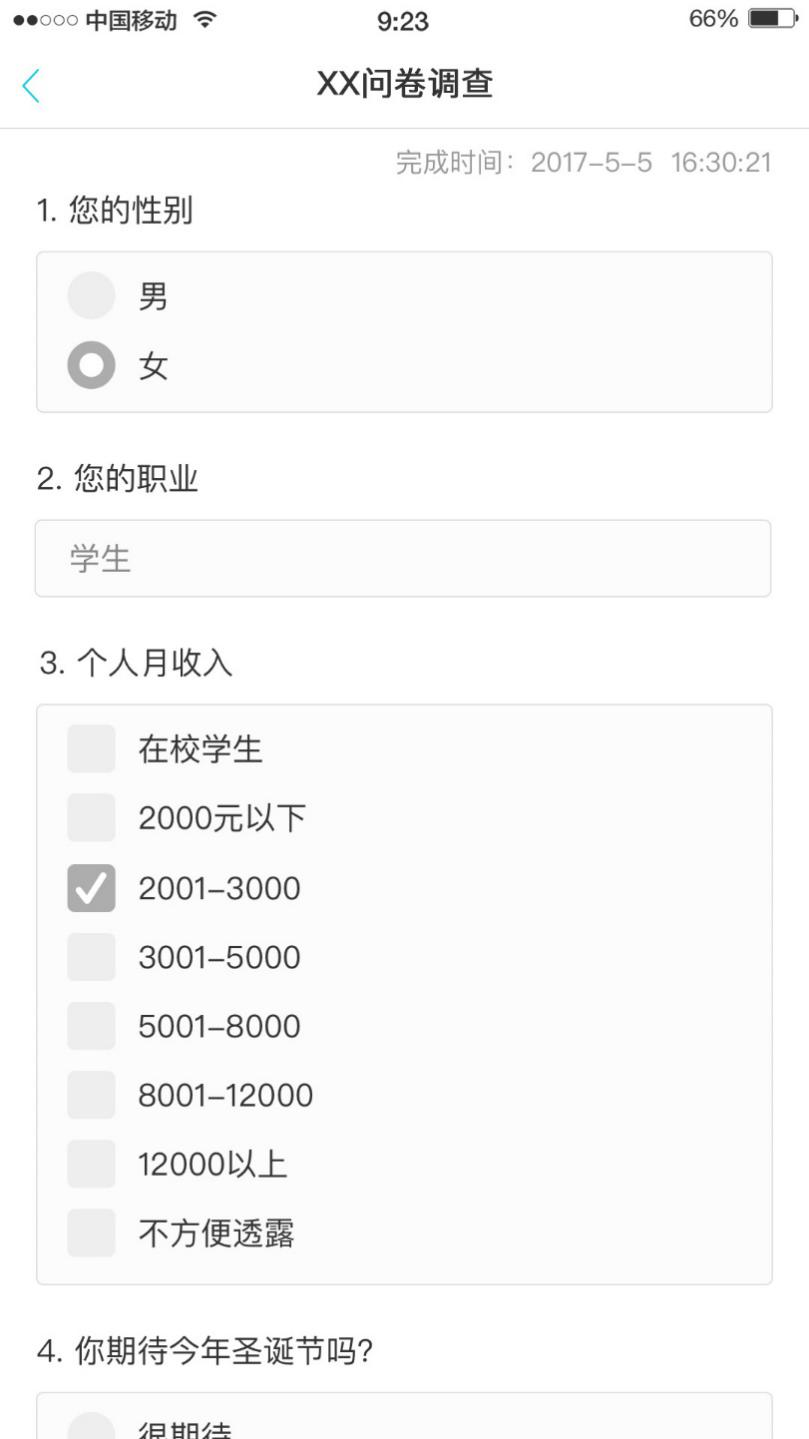 中国移动 9:23 66%
XX问卷调查
完成时间：2017-5-5 16:30:21
1. 您的性别
男
女
2. 您的职业
学生
3. 个人月收入
在校学生
2000元以下
2001-3000
3001-5000
5001-8000
8001-12000
12000以上
不方便透露
4. 你期待今年圣诞节吗?
很期待